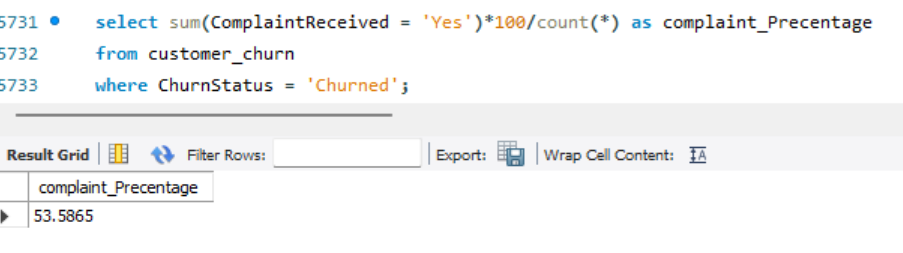 5731 select sum(ComplaintReceived = 'Yes')*100/count(*) as complaint_Precentage
5732 from customer_churn
5733 where ChurnStatus = 'Churned';
Result Grid Filter Rows: Export: Wrap Cell Content: IA
complaint_Precentage
53.5865